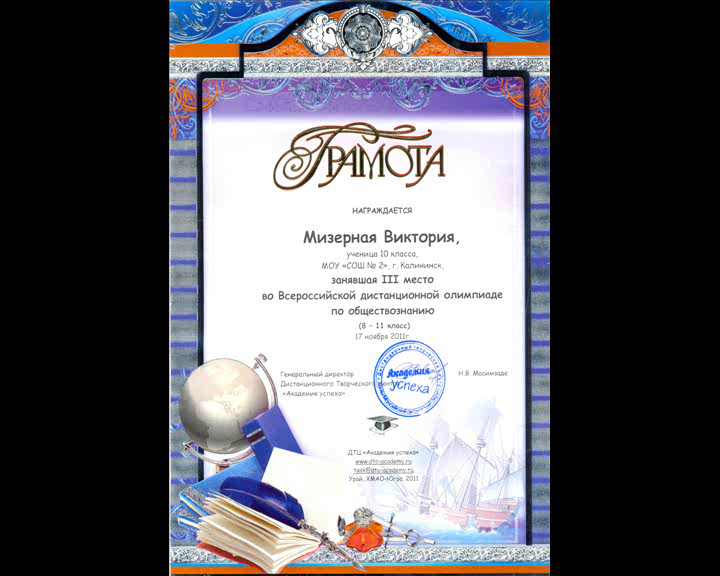 ГРАМОТА
НАГРАЖДАЕТСЯ
Мизерная Виктория,
ученица 10 класса,
МОУ «СОШ № 2», г. Калининск,
занявшая III место
во Всероссийской дистанционной олимпиаде
по обществознанию
(8 – 11 класс)
17 ноября 2011г.
Генеральный директор
Н.В. Масимзаде
Дистанционного Творческого
«Академия успеха»
Академия
успеха
ДТЦ «Академия успеха»
www.dtc-academy.ru
task@dtc-academy.ru
Урай, ХМАО-Югра. 2011